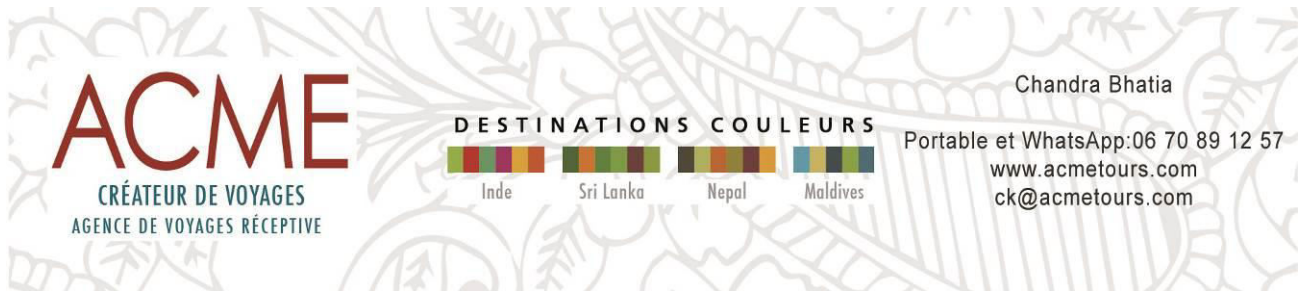 ACME
CRÉATEUR DE VOYAGES
AGENCE DE VOYAGES RÉCEPTIVE
DESTINATIONS COULEURS
Inde
Sri Lanka
Nepal
Maldives
Chandra Bhatia
Portable et WhatsApp:06 70 89 12 57
www.acmetours.com
ck@acmetours.com